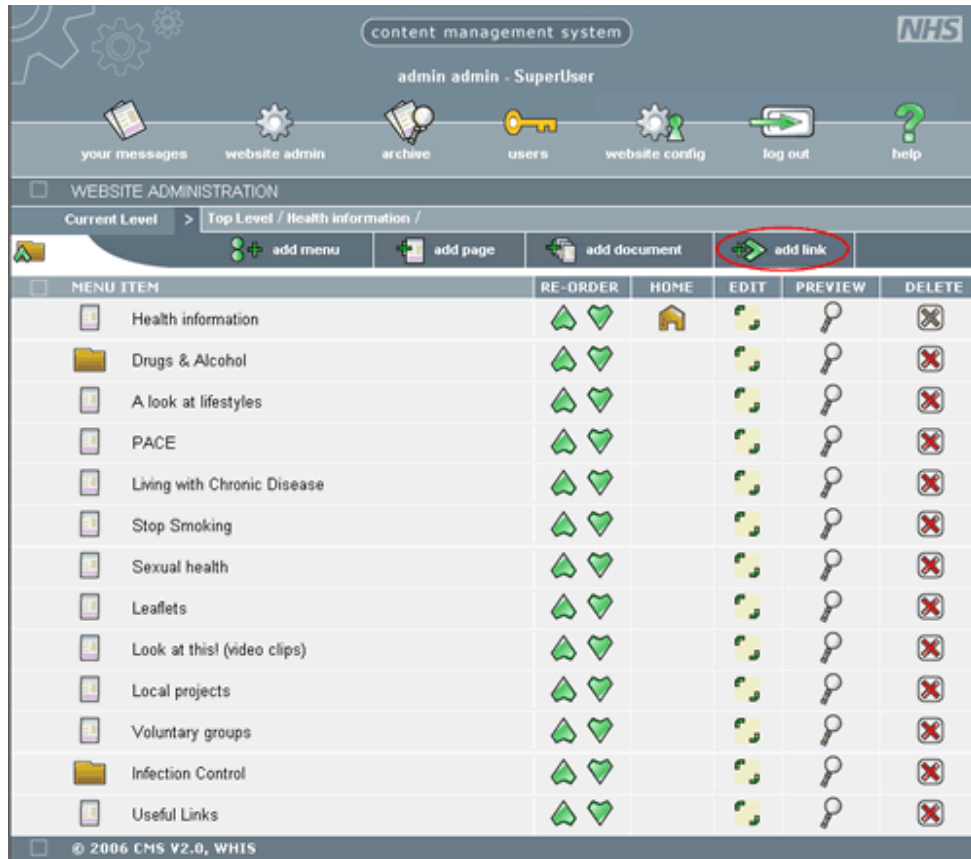 content management system
NHS
admin admin - SuperUser
your messages website admin archive users website config log out help
WEBSITE ADMINISTRATION
Current Level > Top Level / Health information /
add menu add page add document add link
MENU ITEM RE-ORDER HOME EDIT PREVIEW DELETE
Health information
Drugs & Alcohol
A look at lifestyles
PACE
Living with Chronic Disease
Stop Smoking
Sexual health
Leaflets
Look at this! (video clips)
Local projects
Voluntary groups
Infection Control
Useful Links
© 2006 CMS V2.0, WHIS